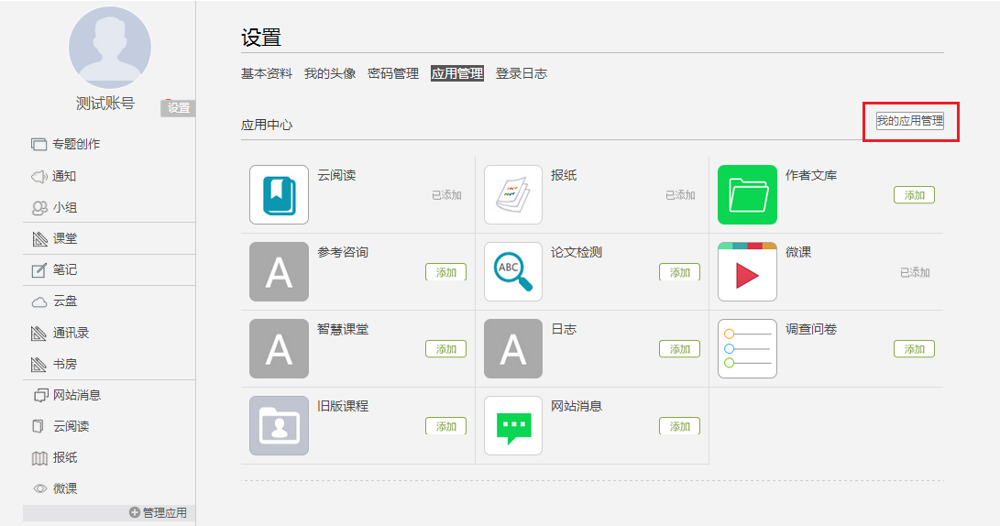 测试账号
设置
专题创作
通知
小组
课堂
笔记
云盘
通讯录
书房
网站消息
云阅读
报纸
微课
管理应用
设置
基本资料 我的头像 密码管理 应用管理 登录日志
应用中心
我的应用管理
云阅读
已添加
报纸
已添加
作者文库
添加
A
参考咨询
添加
ABC
论文检测
添加
微课
已添加
A
智慧课堂
添加
A
日志
添加
调查问卷
添加
旧版课程
添加
网站消息
添加